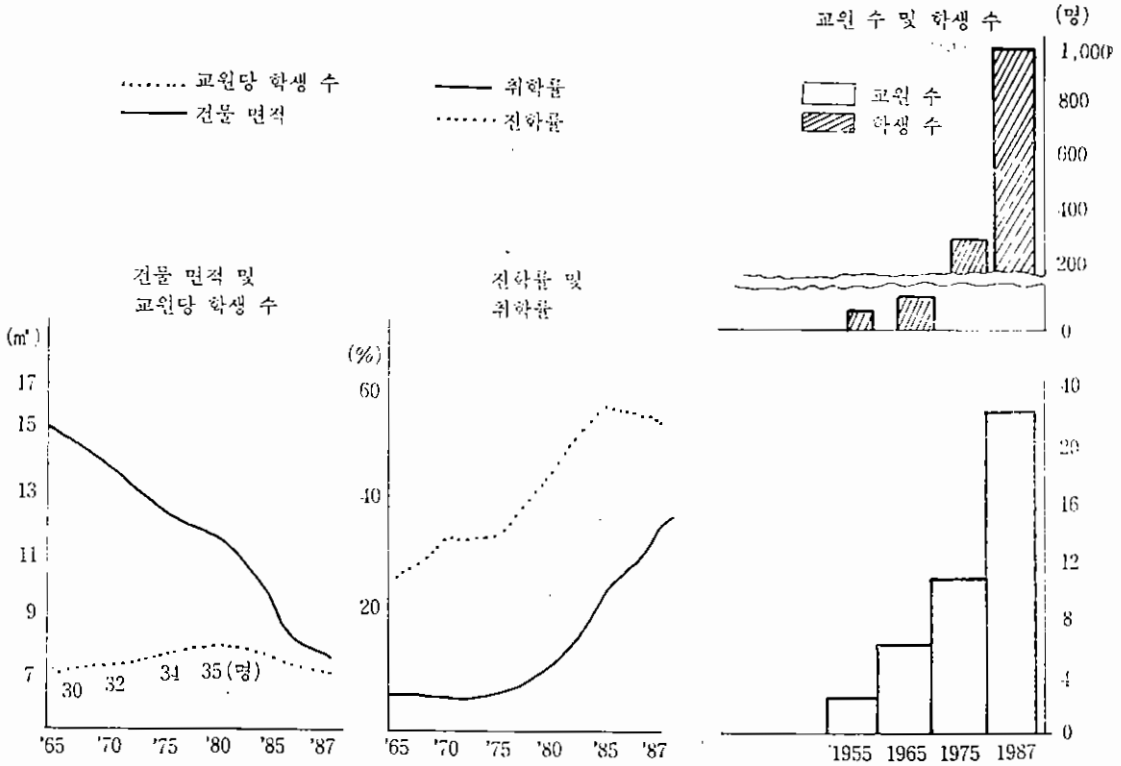 교원 수 및 학생 수
(명)
교원당 학생 수
건물 면적
취학률
진학률
교원 수
학생 수
1,000
800
600
400
200
0
건물 면적 및
교원당 학생 수
(㎡)
17
15
13
11
9
7
30 32 34 35(명)
'65 '70 '75 '80 '85 '87
진학률 및
취학률
(%)
60
40
20
'65 '70 '75 '80 '85 '87
40
20
16
12
8
4
0
1955 1965 1975 1987